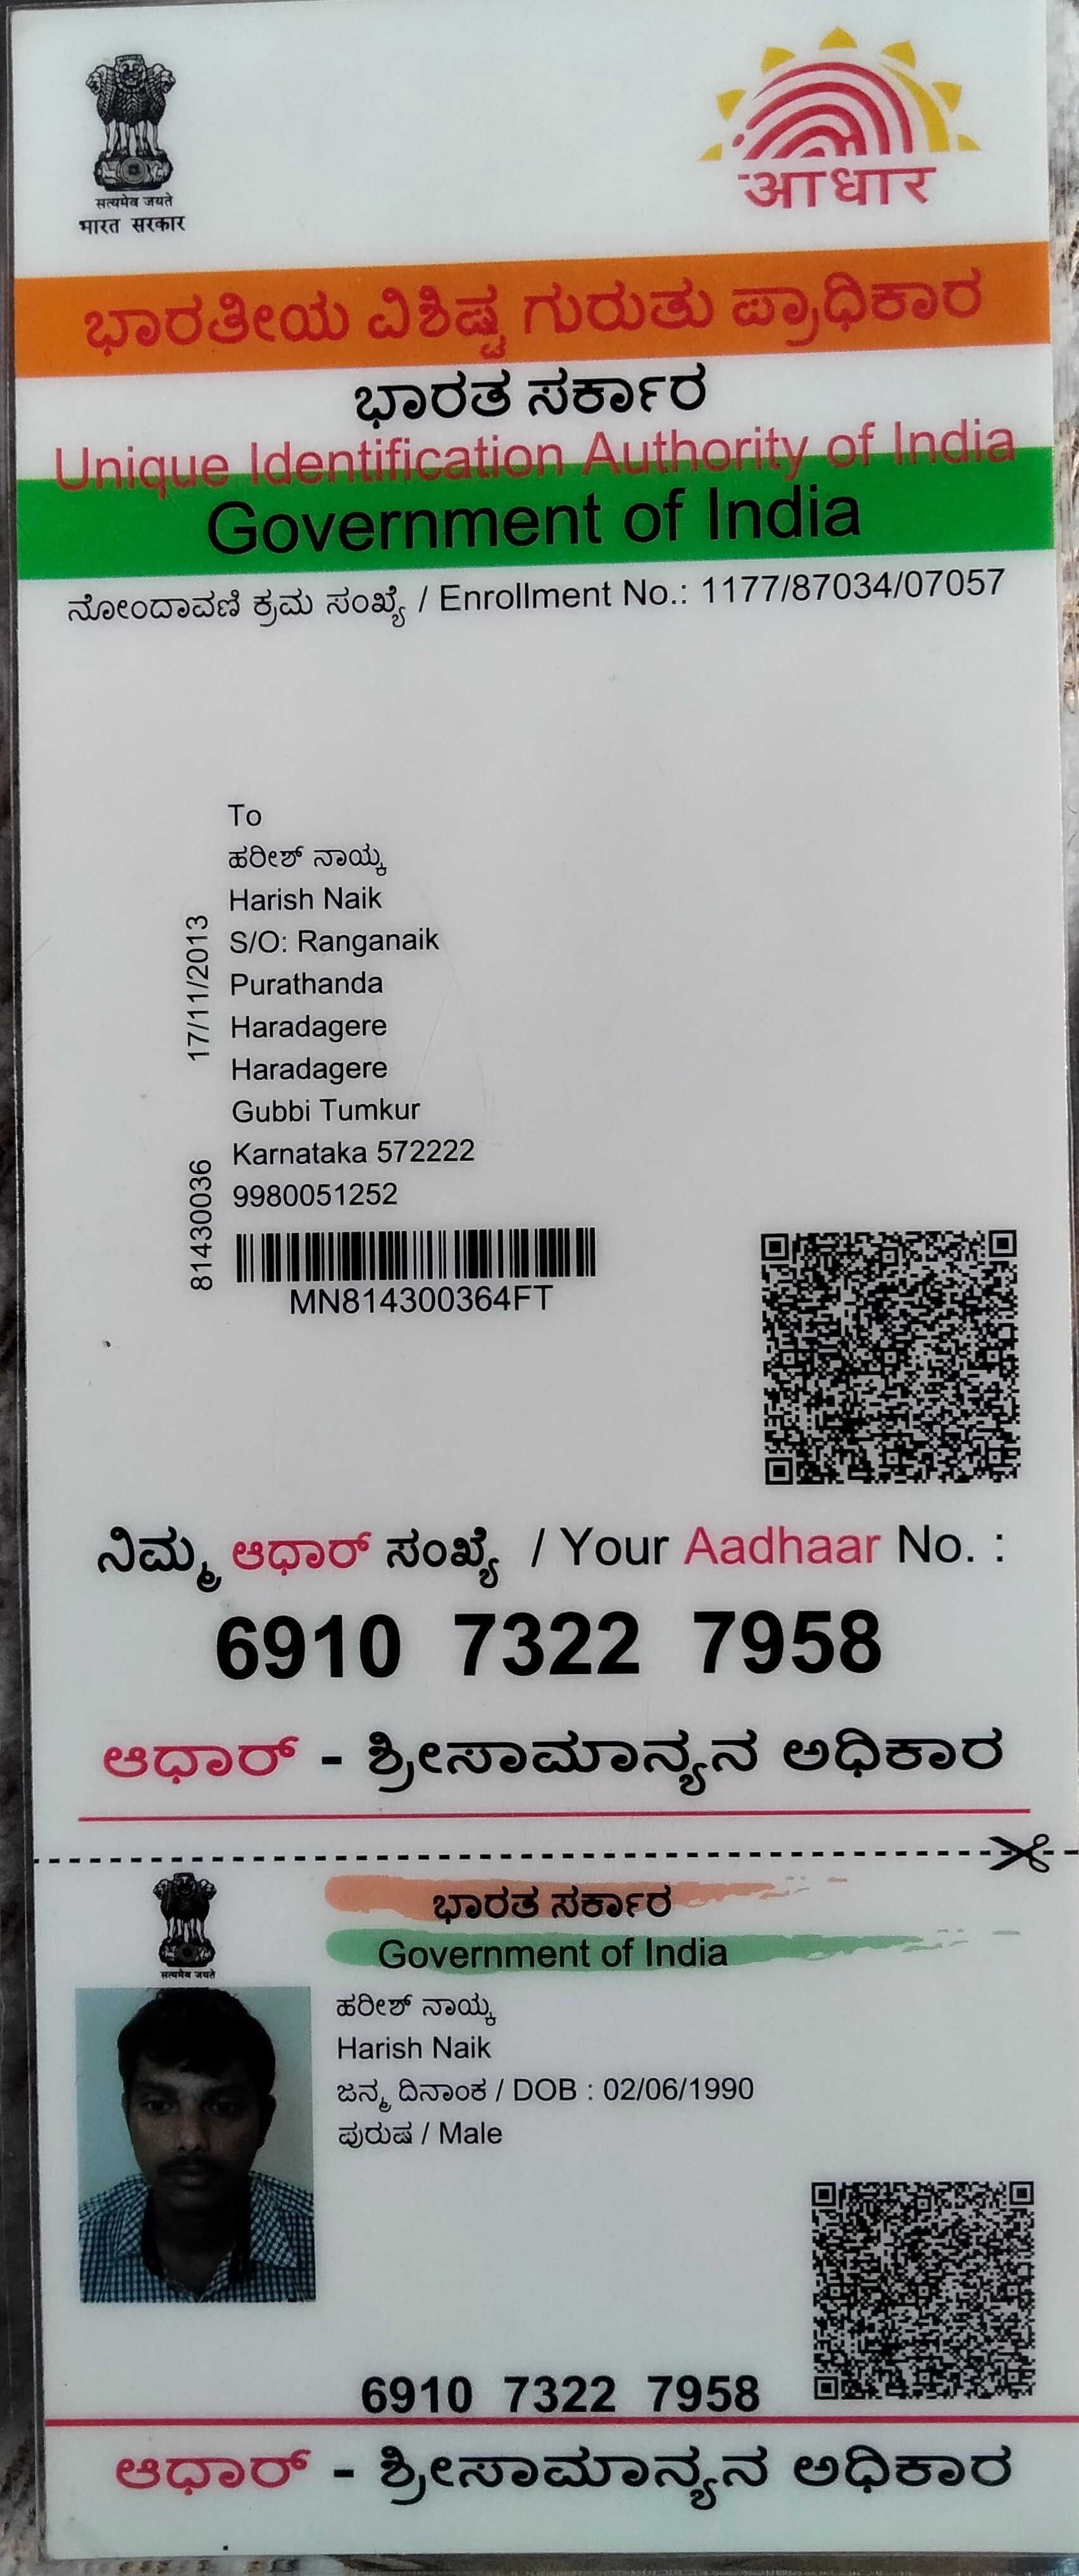 सत्यमेव जयते
भारत सरकार
आधार
ಭಾರತೀಯ ವಿಶಿಷ್ಟ ಗುರುತು ಪ್ರಾಧಿಕಾರ
ಭಾರತ ಸರ್ಕಾರ
Unique Identification Authority of India
Government of India
ನೋಂದಾವಣಿ ಕ್ರಮ ಸಂಖ್ಯೆ / Enrollment No.: 1177/87034/07057
To
ಹರೀಶ್ ನಾಯ್ಕ
Harish Naik
S/O: Ranganaik
Purathanda
Haradagere
Haradagere
Gubbi Tumkur
Karnataka 572222
9980051252
17/11/2013
81430036
MN814300364FT
ನಿಮ್ಮ ಆಧಾರ್ ಸಂಖ್ಯೆ / Your Aadhaar No. :
6910 7322 7958
ಆಧಾರ್ - ಶ್ರೀಸಾಮಾನ್ಯನ ಅಧಿಕಾರ
सत्यमेव जयते
ಭಾರತ ಸರ್ಕಾರ
Government of India
ಹರೀಶ್ ನಾಯ್ಕ
Harish Naik
ಜನ್ಮ ದಿನಾಂಕ / DOB : 02/06/1990
ಪುರುಷ / Male
6910 7322 7958
ಆಧಾರ್ - ಶ್ರೀಸಾಮಾನ್ಯನ ಅಧಿಕಾರ